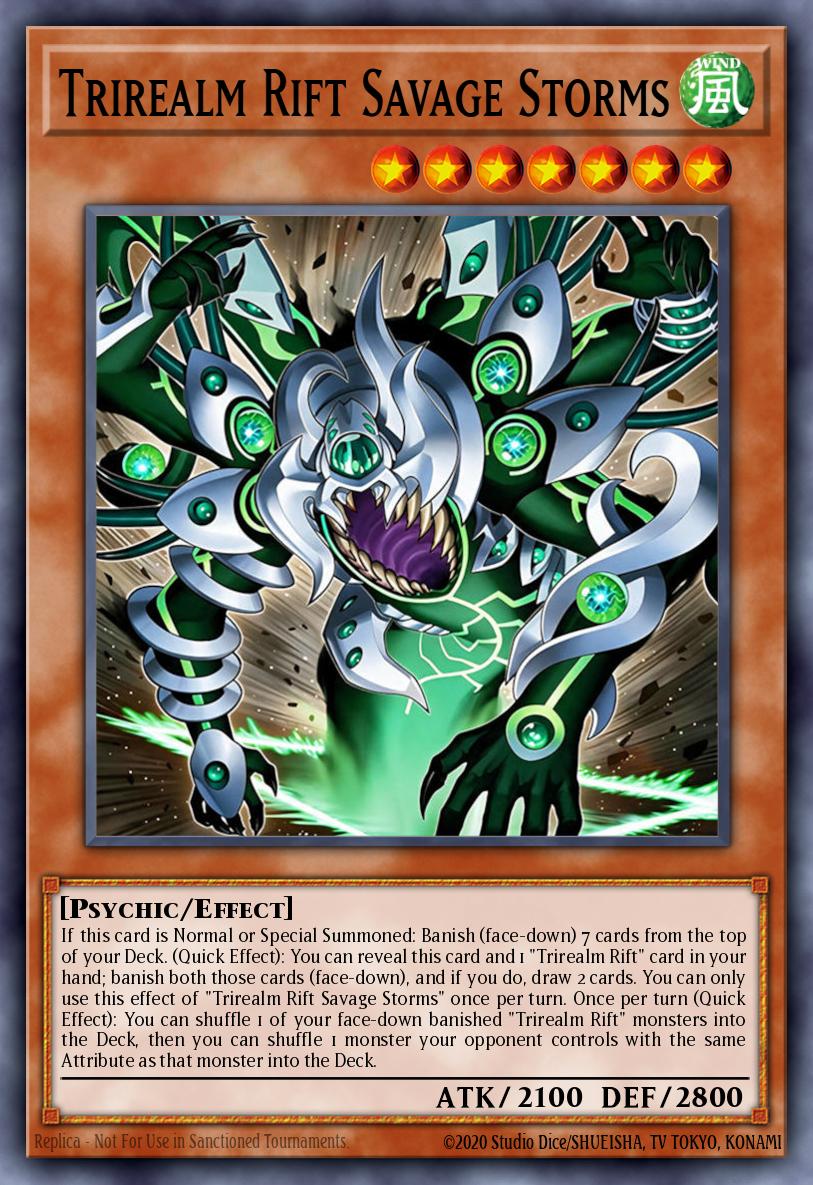 Trirealm Rift Savage Storms
WIND
風
[Psychic/Effect]
If this card is Normal or Special Summoned: Banish (face-down) 7 cards from the top
of your Deck. (Quick Effect): You can reveal this card and 1 "Trirealm Rift" card in your
hand; banish both those cards (face-down), and if you do, draw 2 cards. You can only
use this effect of "Trirealm Rift Savage Storms" once per turn. Once per turn (Quick
Effect): You can shuffle 1 of your face-down banished "Trirealm Rift" monsters into
the Deck, then you can shuffle 1 monster your opponent controls with the same
Attribute as that monster into the Deck.
ATK/2100 DEF/2800
Replica - Not For Use in Sanctioned Tournaments.
©2020 Studio Dice/SHUEISHA, TV TOKYO, KONAMI